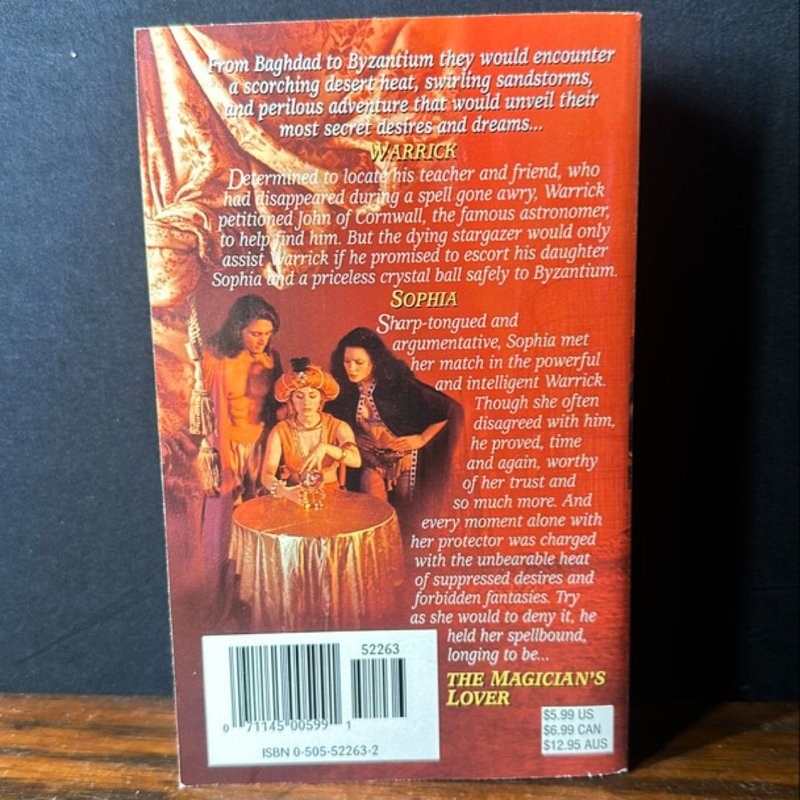 From Baghdad to Byzantium they would encounter
a scorching desert heat, swirling sandstorms,
and perilous adventure that would unveil their
most secret desires and dreams...
WARRICK
Determined to locate his teacher and friend, who
had disappeared during a spell gone awry, Warrick
petitioned John of Cornwall, the famous astronomer,
to help find him. But the dying stargazer would only
assist Warrick if he promised to escort his daughter
Sophia and a priceless crystal ball safely to Byzantium.
SOPHIA
Sharp-tongued and
argumentative, Sophia met
her match in the powerful
and intelligent Warrick.
Though she often
disagreed with him,
he proved, time
and again, worthy
of her trust and
so much more. And
every moment alone with
her protector was charged
with the unbearable heat
of suppressed desires and
forbidden fantasies. Try
as she would to deny it, he
held her spellbound,
longing to be...
THE MAGICIAN'S
LOVER
52263
0 71145 00599 1
ISBN 0-505-52263-2
$5.99 US
$6.99 CAN
$12.95 AUS